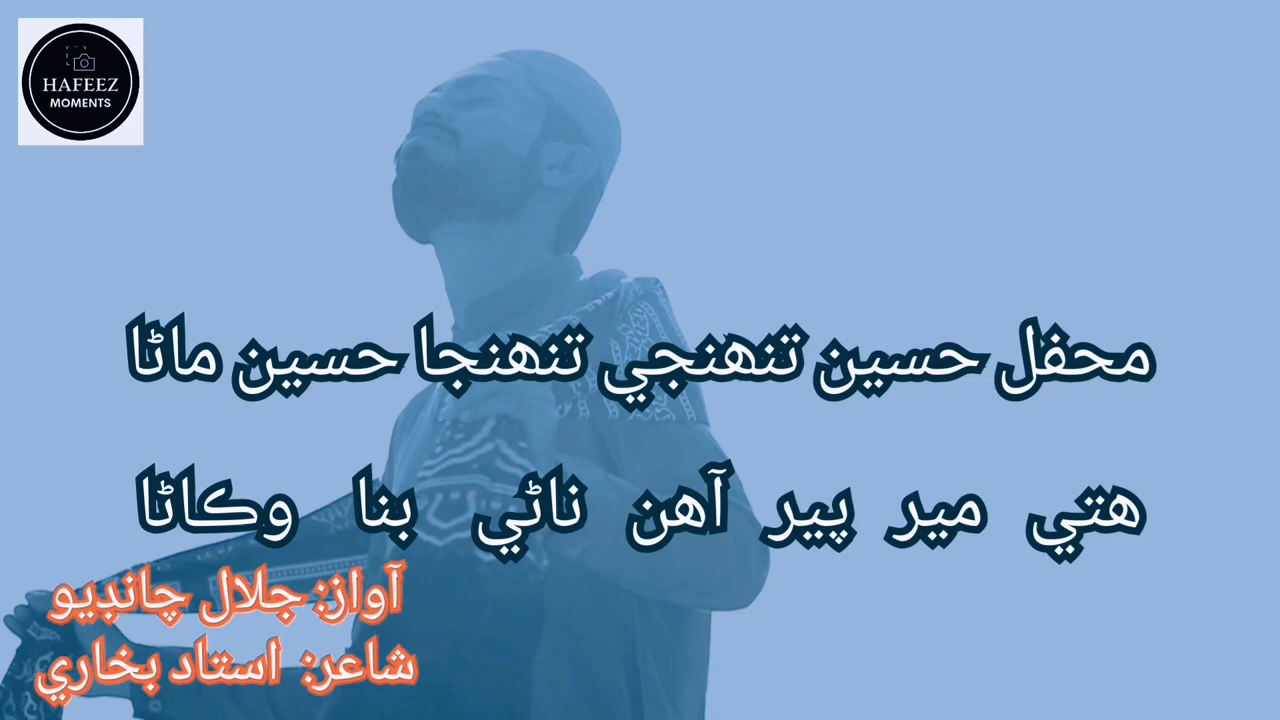 HAFEEZ
MOMENTS
محفل حسين تنهنجي تنهنجا حسين ماڻا
هتي مير پير آهن ناڻي بنا وڪاڻا
آواز: جلال چانڊيو
شاعر: استاد بخاري